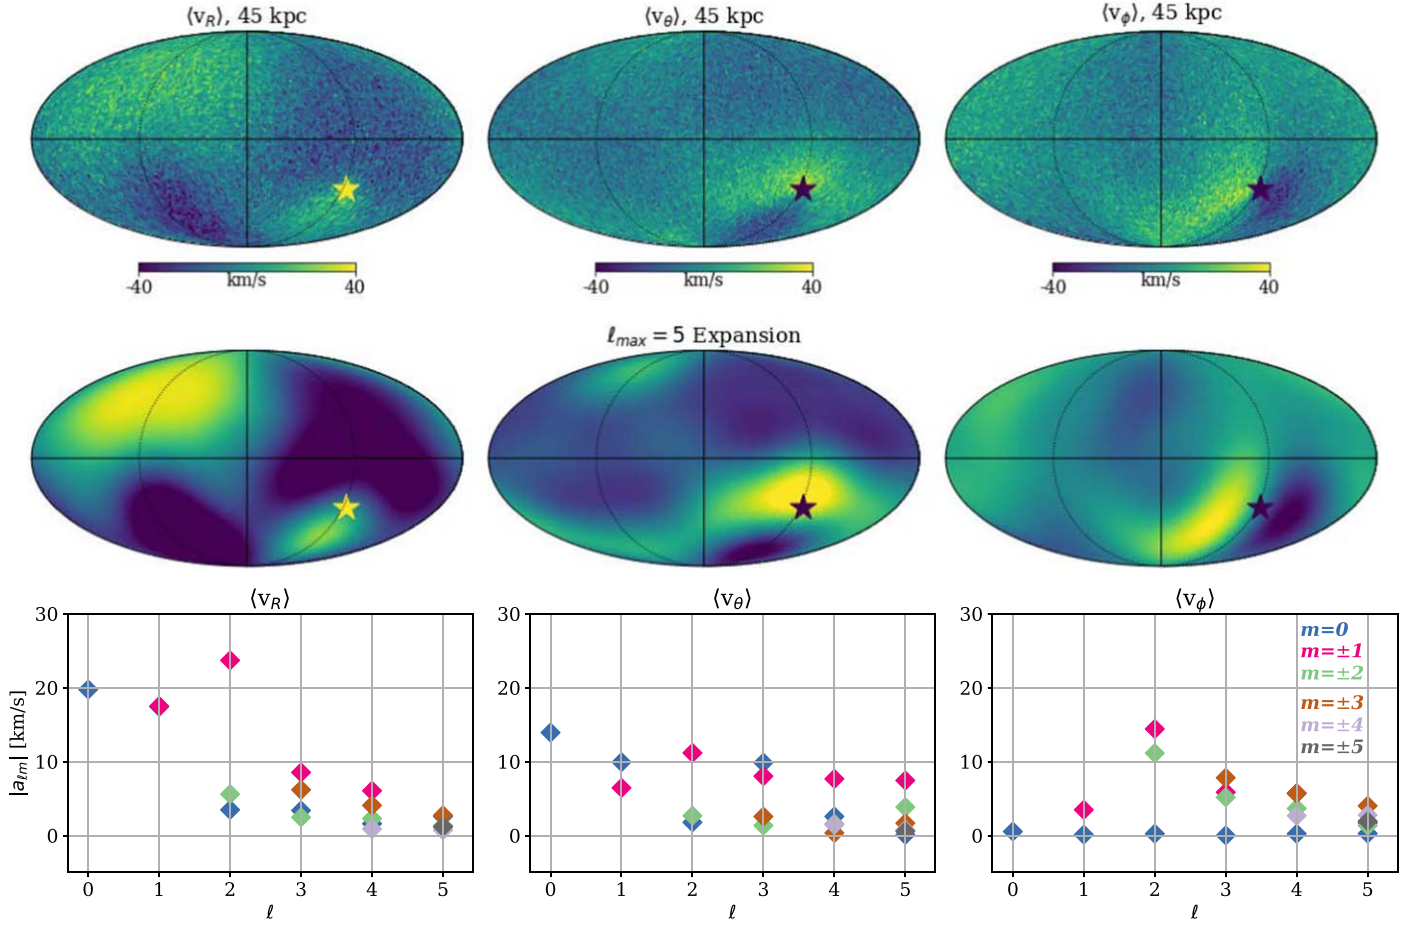 ⟨v_R⟩, 45 kpc
⟨v_θ⟩, 45 kpc
⟨v_ϕ⟩, 45 kpc
-40 km/s 40
-40 km/s 40
-40 km/s 40
ℓ_max = 5 Expansion
⟨v_R⟩
⟨v_θ⟩
⟨v_ϕ⟩
|a_ℓm| [km/s]
30
20
10
0
0 1 2 3 4 5
ℓ
30
20
10
0
0 1 2 3 4 5
ℓ
30
20
10
0
m=0
m=±1
m=±2
m=±3
m=±4
m=±5
0 1 2 3 4 5
ℓ